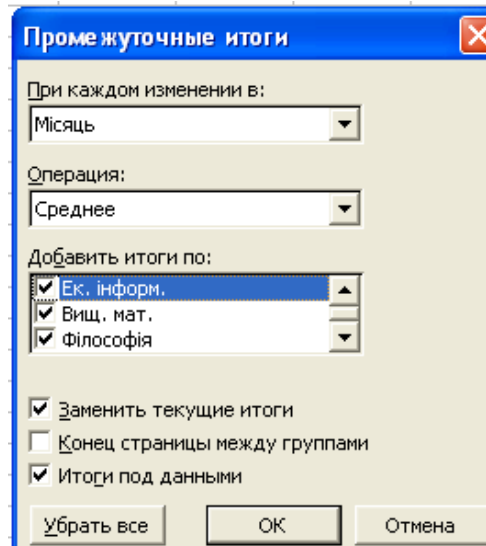 Промежуточные итоги
При каждом изменении в:
Місяць
Операция:
Среднее
Добавить итоги по:
Ек. інформ.
Вищ. мат.
Філософія
Заменить текущие итоги
Конец страницы между группами
Итоги под данными
Убрать все ОК Отмена